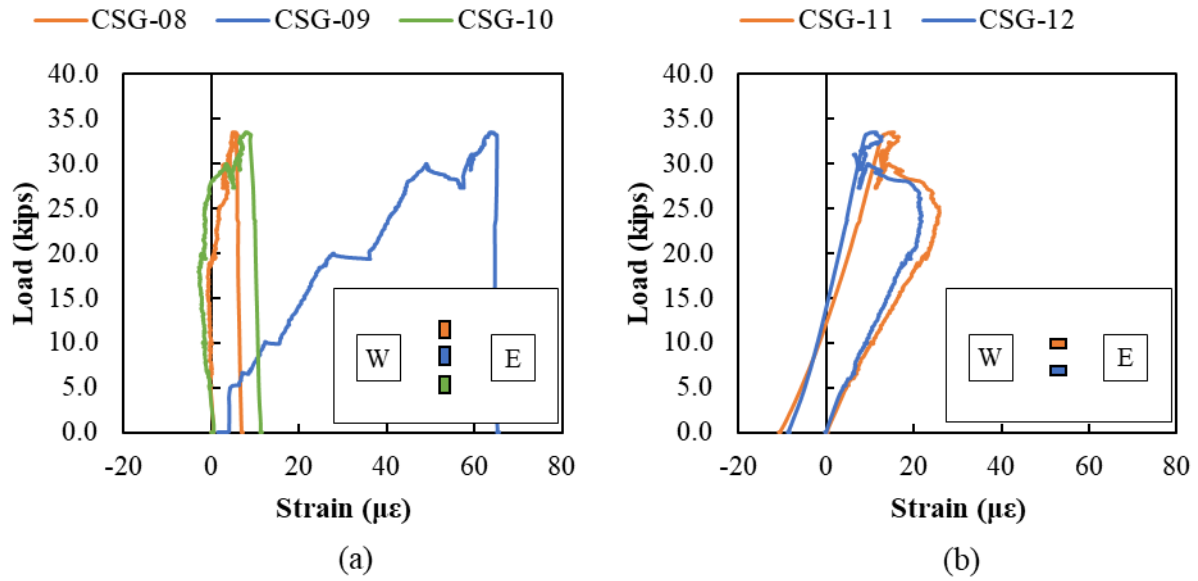 CSG-08 CSG-09 CSG-10
40.0
35.0
30.0
25.0
20.0
15.0
10.0
5.0
0.0
Load (kips)
W E
-20 0 20 40 60 80
Strain (με)
(a)
CSG-11 CSG-12
40.0
35.0
30.0
25.0
20.0
15.0
10.0
5.0
0.0
Load (kips)
W E
-20 0 20 40 60 80
Strain (με)
(b)